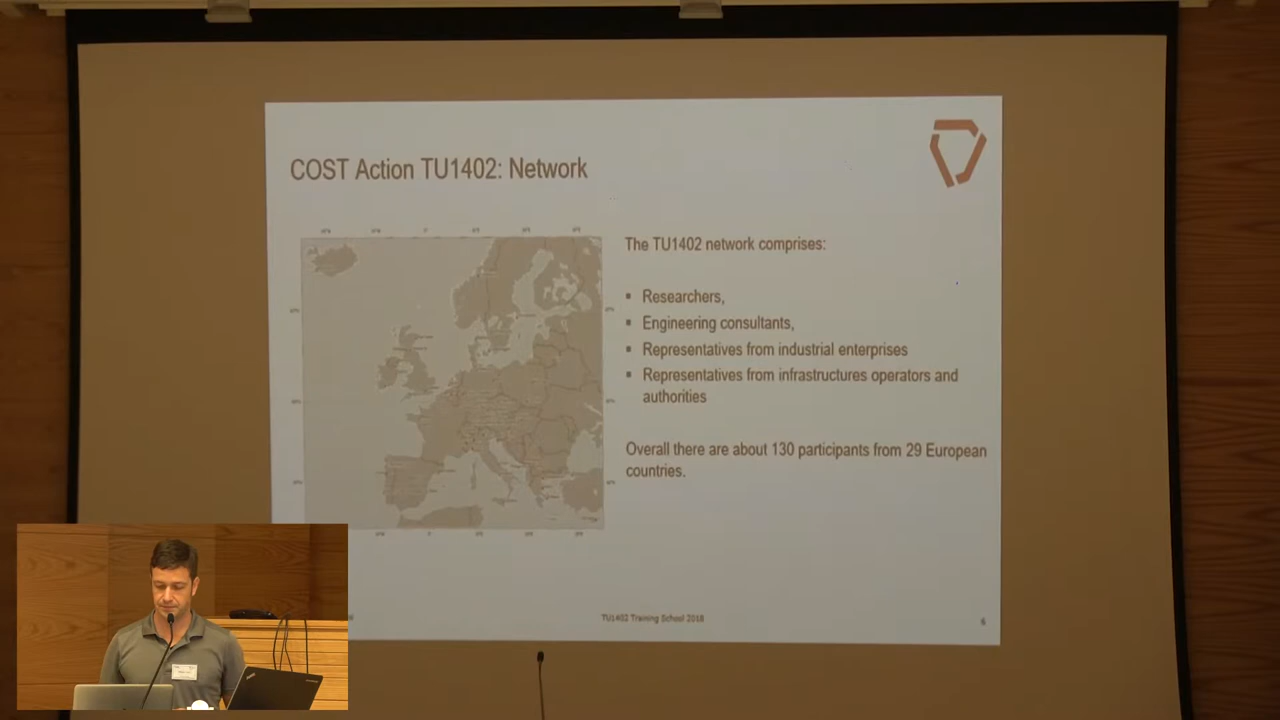 COST Action TU1402: Network
The TU1402 network comprises:
▪ Researchers,
▪ Engineering consultants,
▪ Representatives from industrial enterprises
▪ Representatives from infrastructures operators and
authorities
Overall there are about 130 participants from 29 European
countries.
TU1402 Training School 2018
6